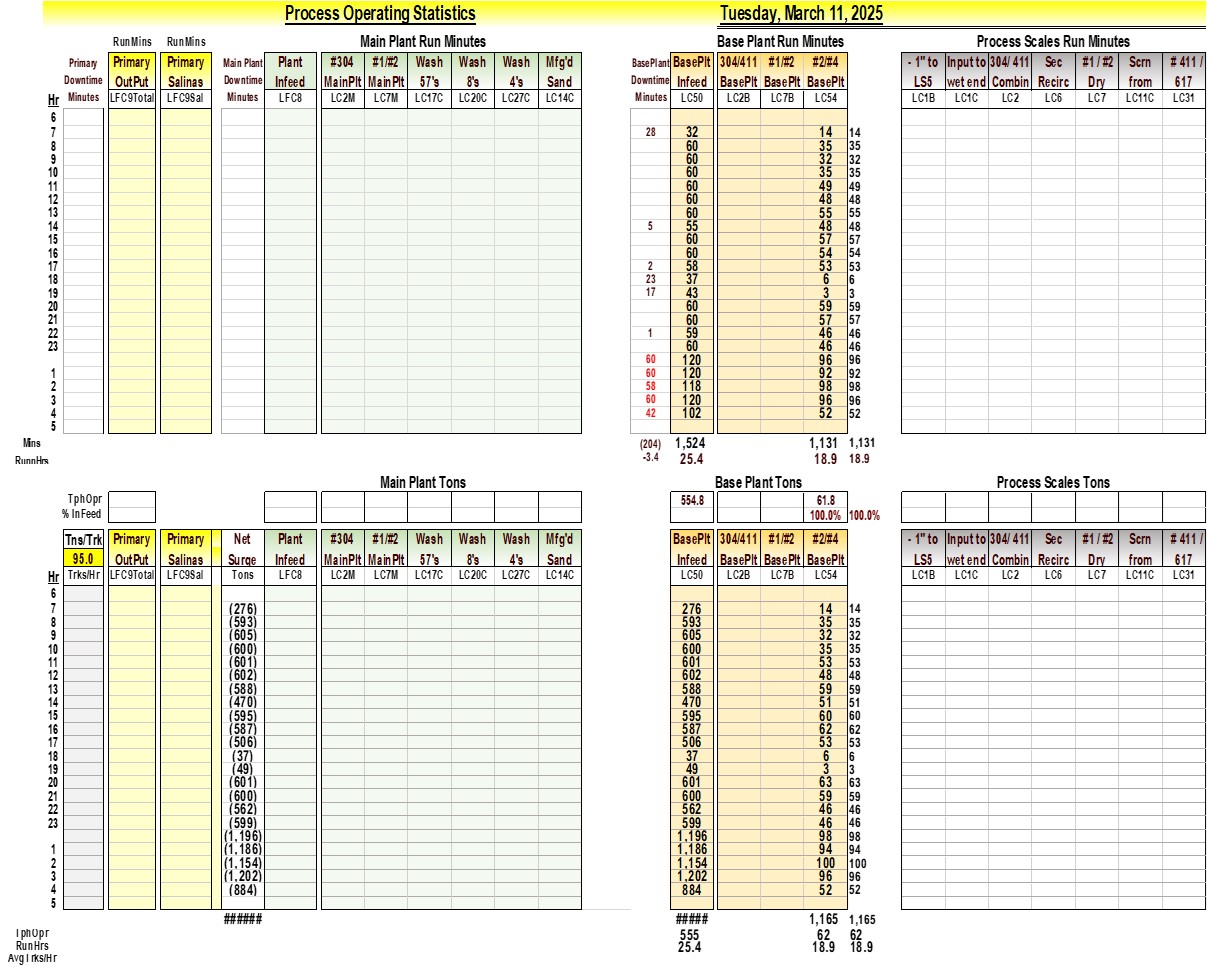 Process Operating Statistics Tuesday, March 11, 2025
RunMins RunMins Main Plant Run Minutes Base Plant Run Minutes Process Scales Run Minutes
Primary Primary Primary Main Plant Plant #304 #1/#2 Wash Wash Wash Mfg'd BasePlant BasePlt 304/411 #1/#2 #2/#4 - 1" to Input to 304/ 411 Sec #1 / #2 Scrn # 411 /
Downtime OutPut Salinas Downtime Infeed MainPlt MainPlt 57's 8's 4's Sand Downtime Infeed BasePlt BasePlt BasePlt LS5 wet end Combin Recirc Dry from 617
Hr Minutes LFC9Total LFC9Sal Minutes LFC8 LC2M LC7M LC17C LC20C LC27C LC14C Minutes LC50 LC2B LC7B LC54 LC1B LC1C LC2 LC6 LC7 LC11C LC31
6
7 28 32 14 14
8 60 35 35
9 60 32 32
10 60 35 35
11 60 49 49
12 60 48 48
13 60 55 55
14 5 55 48 48
15 60 57 57
16 60 54 54
17 2 58 53 53
18 23 37 6 6
19 17 43 3 3
20 60 59 59
21 60 57 57
22 1 59 46 46
23 60 46 46
60 120 96 96
1 60 120 92 92
2 58 118 98 98
3 60 120 96 96
4 42 102 52 52
5
Mins (204) 1,524 1,131 1,131
RunnHrs -3.4 25.4 18.9 18.9
Main Plant Tons Base Plant Tons Process Scales Tons
TphOpr 554.8 61.8
% InFeed 100.0% 100.0%
Tns/Trk Primary Primary Net Plant #304 #1/#2 Wash Wash Wash Mfg'd BasePlt 304/411 #1/#2 #2/#4 - 1" to Input to 304/ 411 Sec #1 / #2 Scrn # 411 /
95.0 OutPut Salinas Surge Infeed MainPlt MainPlt 57's 8's 4's Sand Infeed BasePlt BasePlt BasePlt LS5 wet end Combin Recirc Dry from 617
Hr Trks/Hr LFC9Total LFC9Sal Tons LFC8 LC2M LC7M LC17C LC20C LC27C LC14C LC50 LC2B LC7B LC54 LC1B LC1C LC2 LC6 LC7 LC11C LC31
6
7 (276) 276 14 14
8 (593) 593 35 35
9 (605) 605 32 32
10 (600) 600 35 35
11 (601) 601 53 53
12 (602) 602 48 48
13 (588) 588 59 59
14 (470) 470 51 51
15 (595) 595 60 60
16 (587) 587 62 62
17 (506) 506 53 53
18 (37) 37 6 6
19 (49) 49 3 3
20 (601) 601 63 63
21 (600) 600 59 59
22 (562) 562 46 46
23 (599) 599 46 46
(1,196) 1,196 98 98
1 (1,186) 1,186 94 94
2 (1,154) 1,154 100 100
3 (1,202) 1,202 96 96
4 (884) 884 52 52
5
###### ##### 1,165 1,165
TphOpr 555 62 62
RunHrs 25.4 18.9 18.9
AvgTrks/Hr